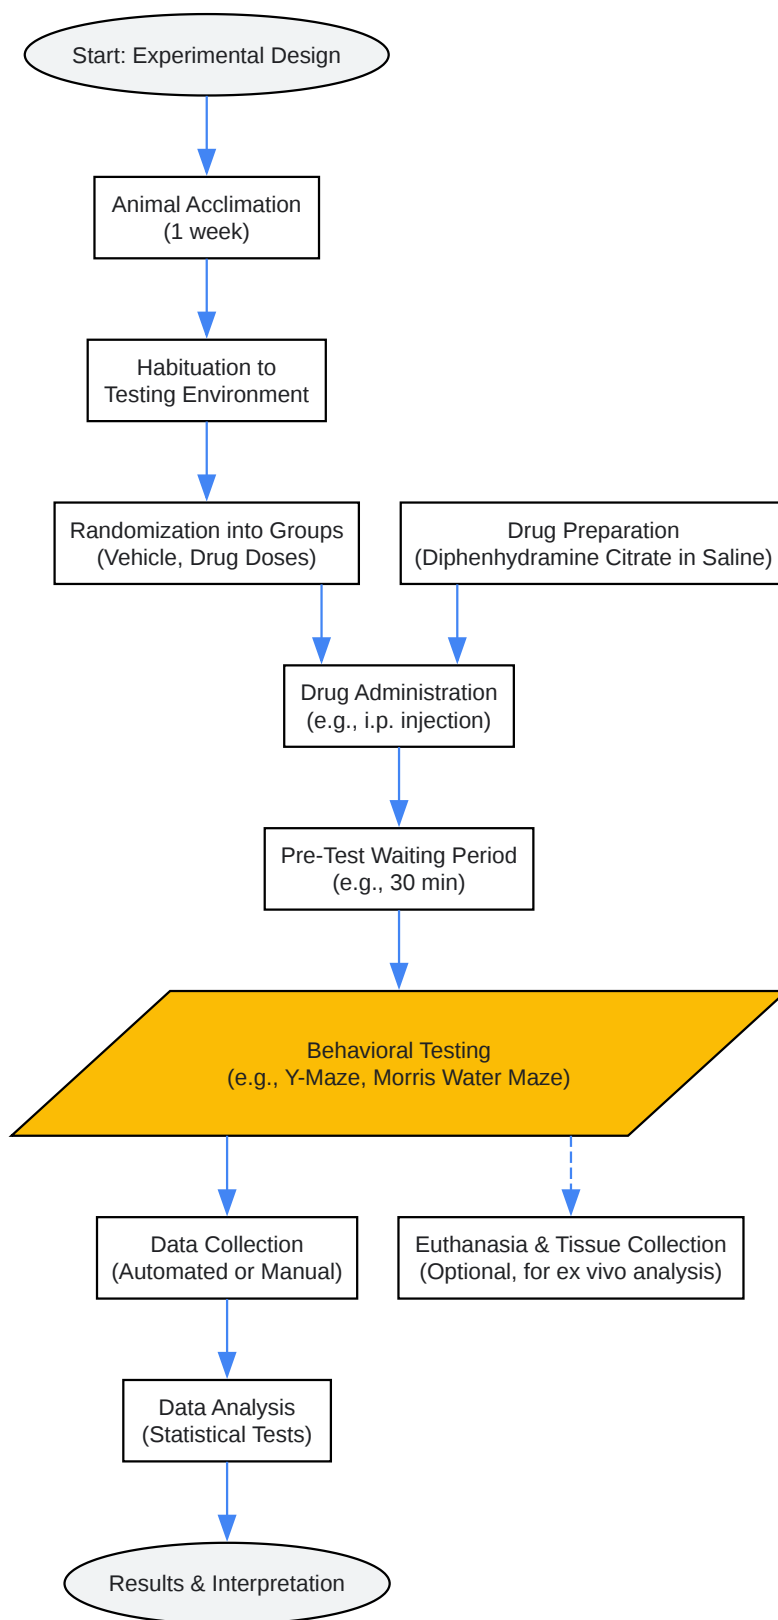 Start: Experimental Design
Animal Acclimation
(1 week)
Habituation to
Testing Environment
Randomization into Groups
(Vehicle, Drug Doses)
Drug Preparation
(Diphenhydramine Citrate in Saline)
Drug Administration
(e.g., i.p. injection)
Pre-Test Waiting Period
(e.g., 30 min)
Behavioral Testing
(e.g., Y-Maze, Morris Water Maze)
Data Collection
(Automated or Manual)
Euthanasia & Tissue Collection
(Optional, for ex vivo analysis)
Data Analysis
(Statistical Tests)
Results & Interpretation